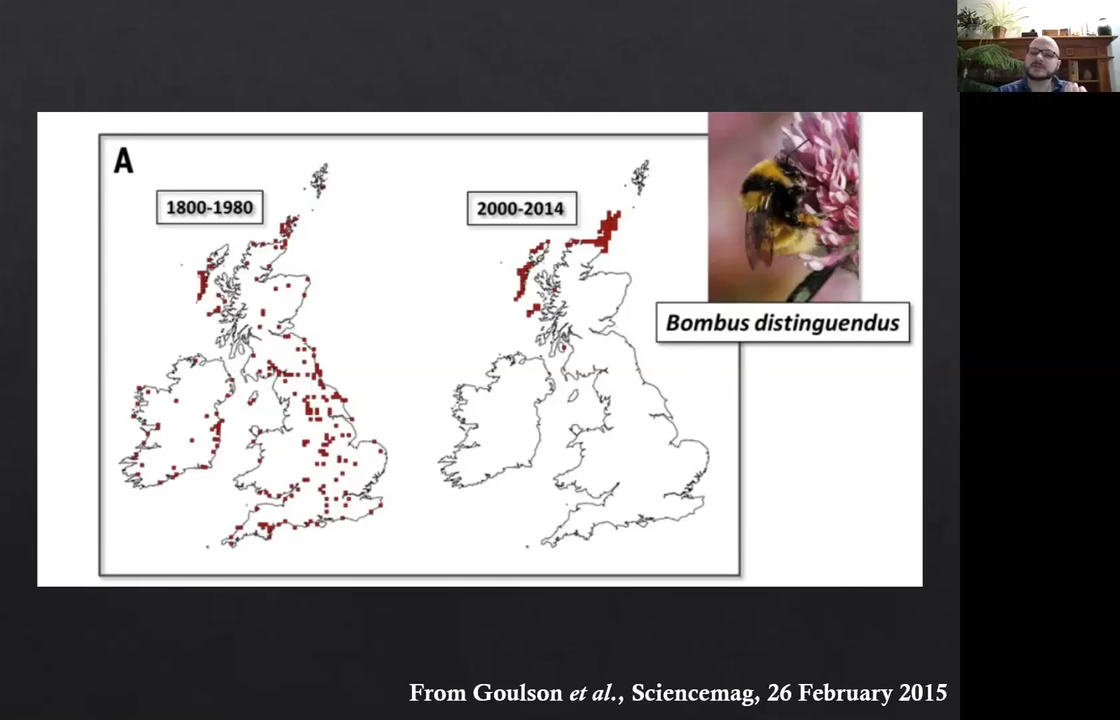 A
1800-1980
2000-2014
Bombus distinguendus
From Goulson et al., Sciencemag, 26 February 2015